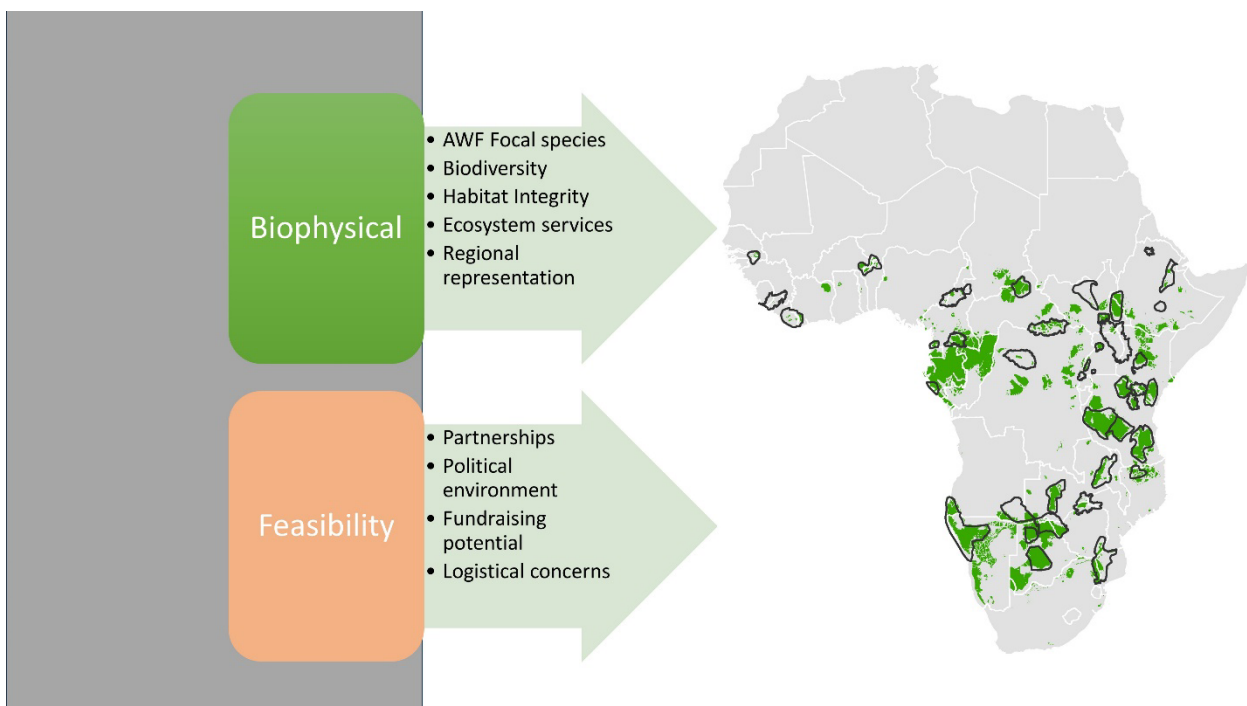 Biophysical
• AWF Focal species
• Biodiversity
• Habitat Integrity
• Ecosystem services
• Regional
representation
Feasibility
• Partnerships
• Political
environment
• Fundraising
potential
• Logistical concerns